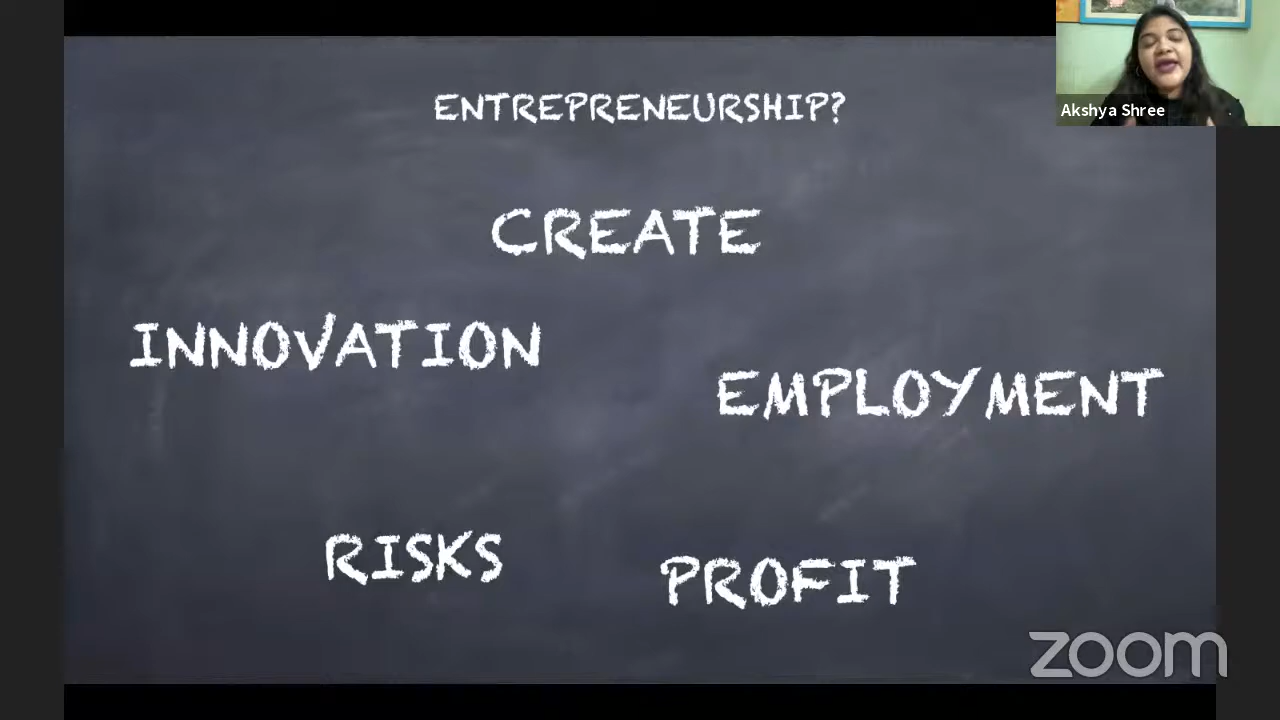 ENTREPRENEURSHIP?
Akshya Shree
CREATE
INNOVATION
EMPLOYMENT
RISKS
PROFIT
zoom